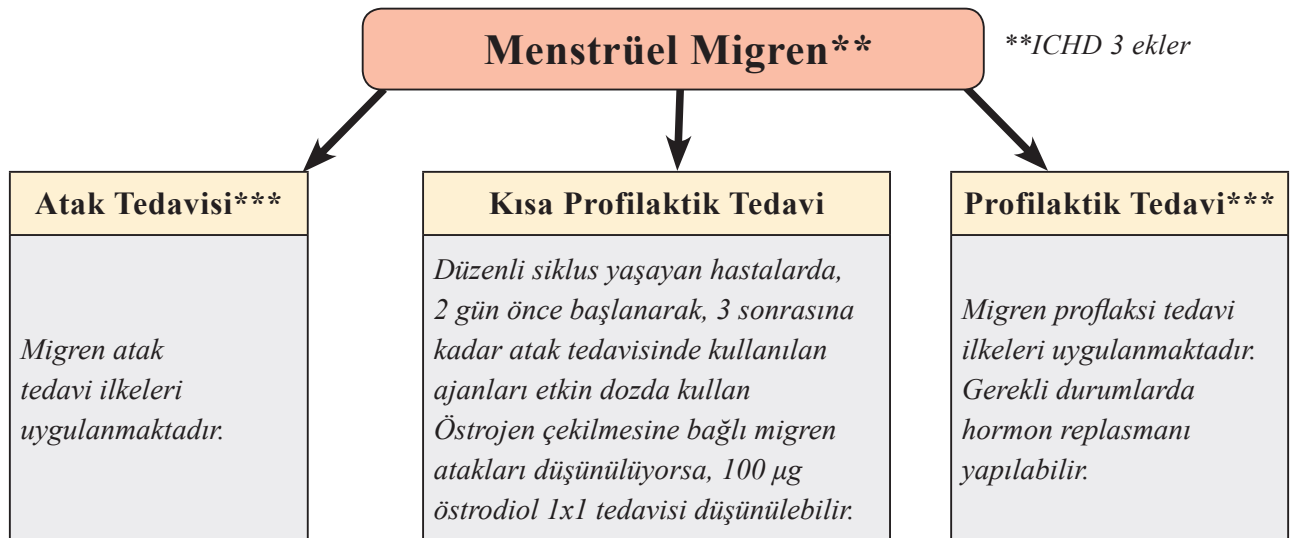 Menstrüel Migren**
**ICHD 3 ekler
Atak Tedavisi***
Migren atak
tedavi ilkeleri
uygulanmaktadır.
Kısa Profilaktik Tedavi
Düzenli siklus yaşayan hastalarda,
2 gün önce başlanarak, 3 sonrasına
kadar atak tedavisinde kullanılan
ajanları etkin dozda kullan
Östrojen çekilmesine bağlı migren
atakları düşünülüyorsa, 100 µg
östrodiol 1x1 tedavisi düşünülebilir.
Profilaktik Tedavi***
Migren proflaksi tedavi
ilkeleri uygulanmaktadır.
Gerekli durumlarda
hormon replasmanı
yapılabilir.